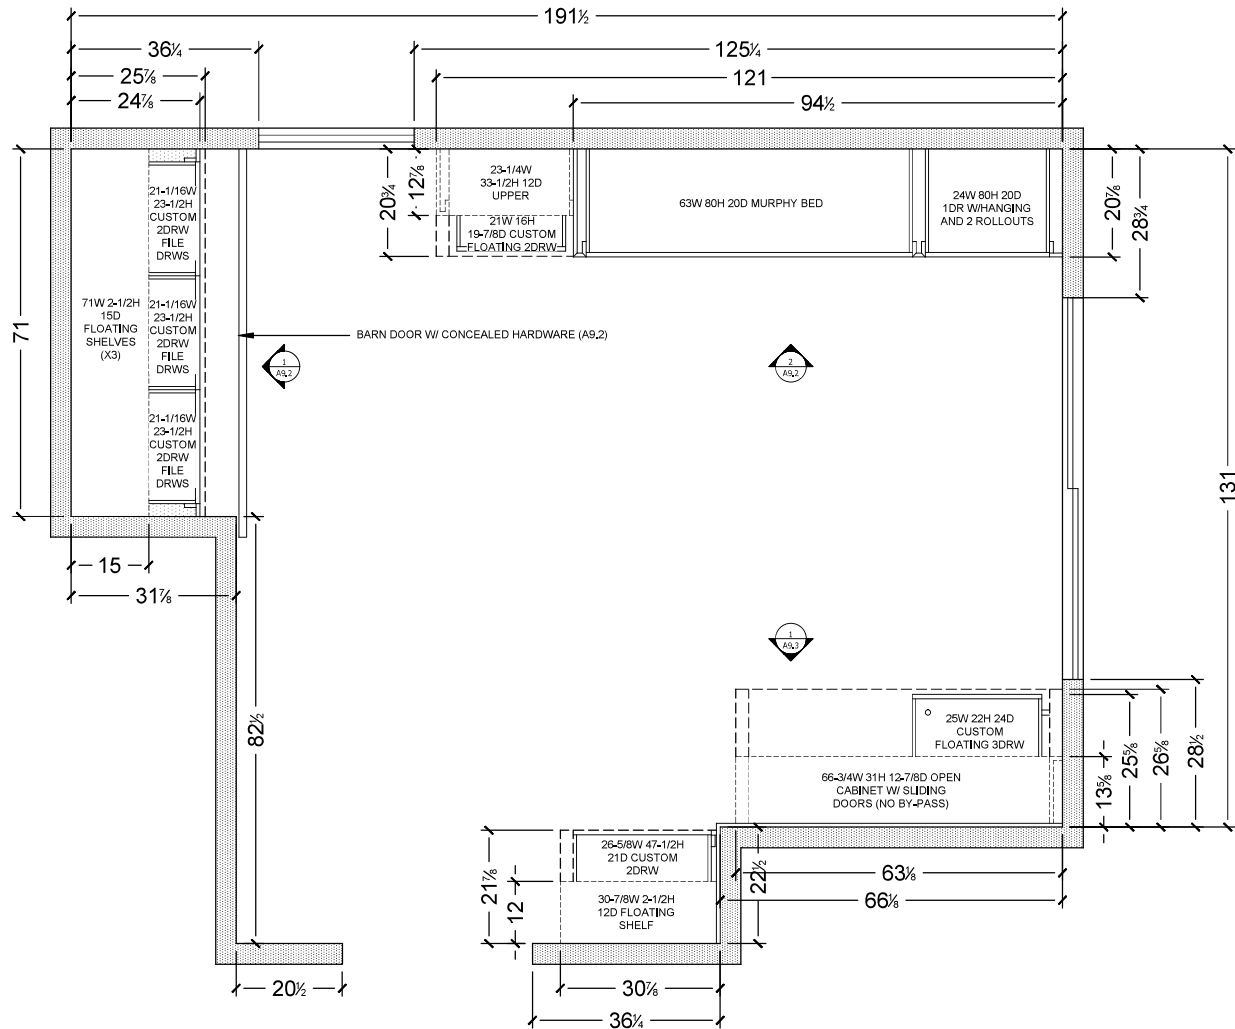 191½
36¼
125¼
25⅞
121
24⅞
94½
23-1/4W
33-1/2H 12D
UPPER
21W 16H
19-7/8D CUSTOM
FLOATING 2DRW
20¾
12⅞
63W 80H 20D MURPHY BED
24W 80H 20D
1DR W/HANGING
AND 2 ROLLOUTS
20⅞
28¾
21-1/16W
23-1/2H
CUSTOM
2DRW
FILE
DRWS
21-1/16W
23-1/2H
CUSTOM
2DRW
FILE
DRWS
21-1/16W
23-1/2H
CUSTOM
2DRW
FILE
DRWS
71W 2-1/2H
15D
FLOATING
SHELVES
(X3)
71
BARN DOOR W/ CONCEALED HARDWARE (A9.2)
1
A9.2
2
A9.2
131
15
31⅞
1
A9.3
82½
25W 22H 24D
CUSTOM
FLOATING 3DRW
66-3/4W 31H 12-7/8D OPEN
CABINET W/ SLIDING
DOORS (NO BY-PASS)
13⅝
25⅝
26⅝
28½
26-5/8W 47-1/2H
21D CUSTOM
2DRW
30-7/8W 2-1/2H
12D FLOATING
SHELF
21⅞
12
22½
63⅛
66⅛
20½
30⅞
36¼